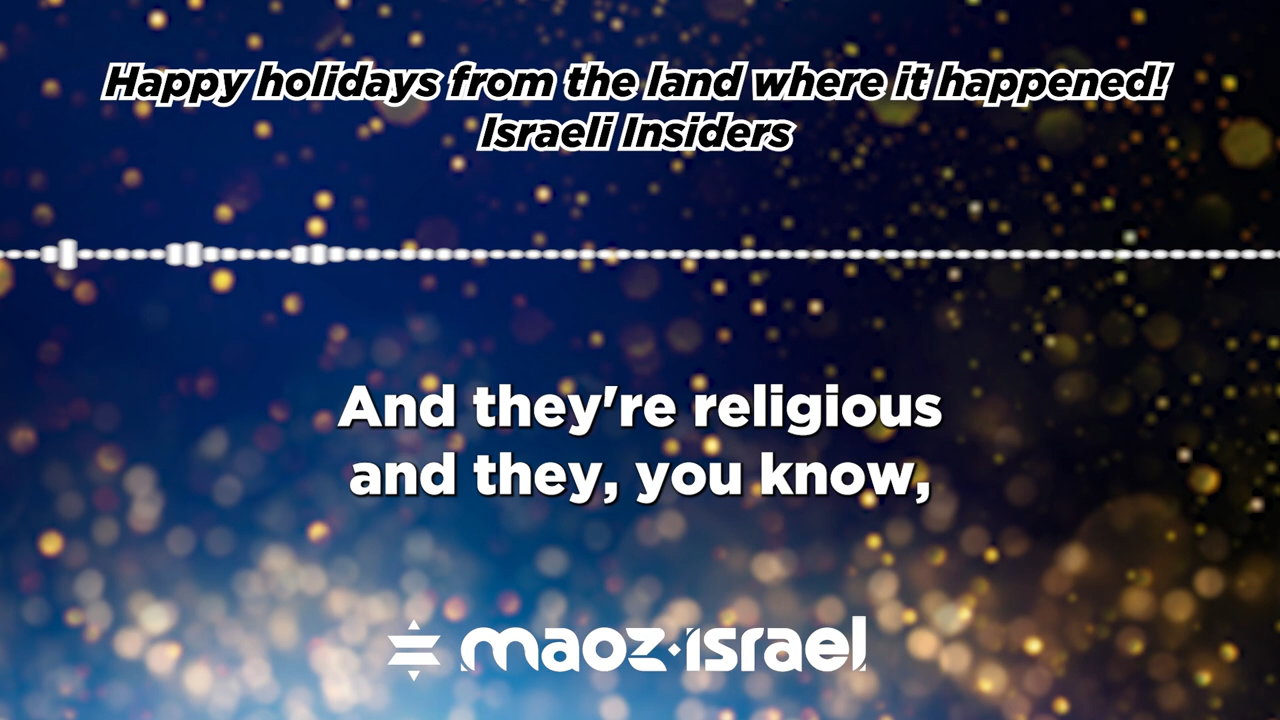 Happy holidays from the land where it happened!
Israeli Insiders
And they're religious
and they, you know,
maoz·israel